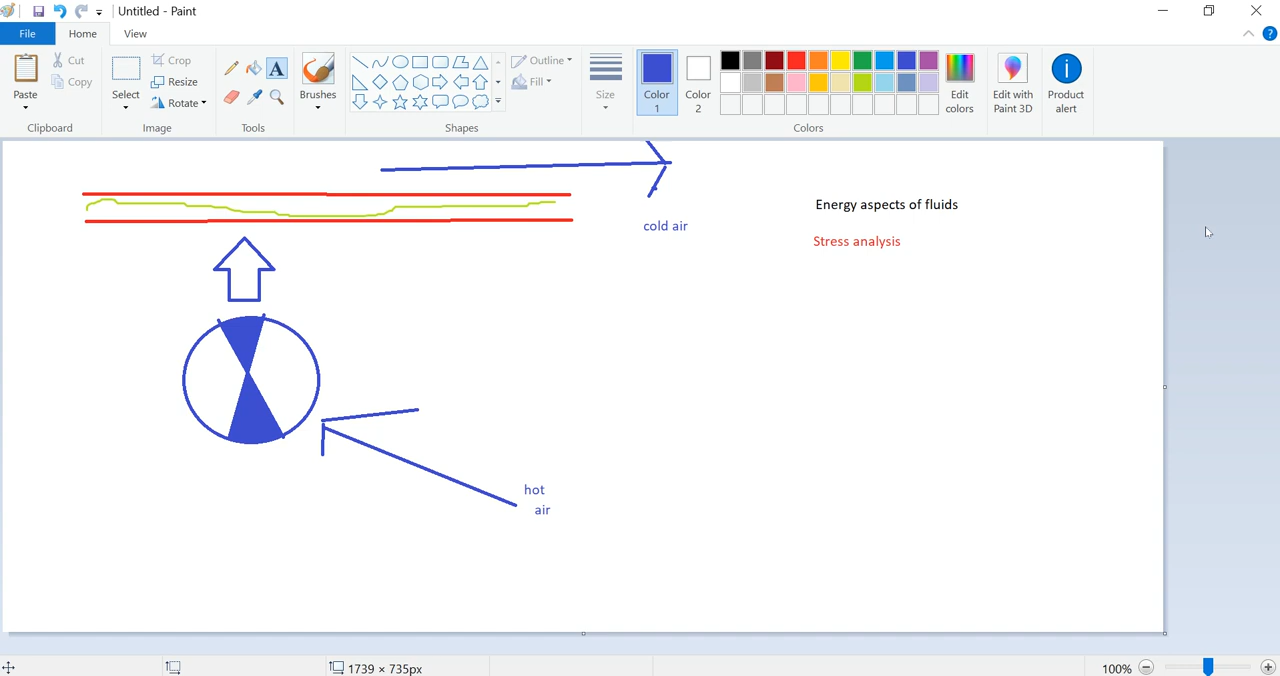 Untitled - Paint
File Home View
Paste
Cut
Copy
Clipboard
Select
Crop
Resize
Rotate
Image
A
Tools
Brushes
Shapes
Outline
Fill
Size
Color 1
Color 2
Edit colors
Colors
Edit with Paint 3D
Product alert
cold air
Energy aspects of fluids
Stress analysis
hot
air
1739 × 735px
100%